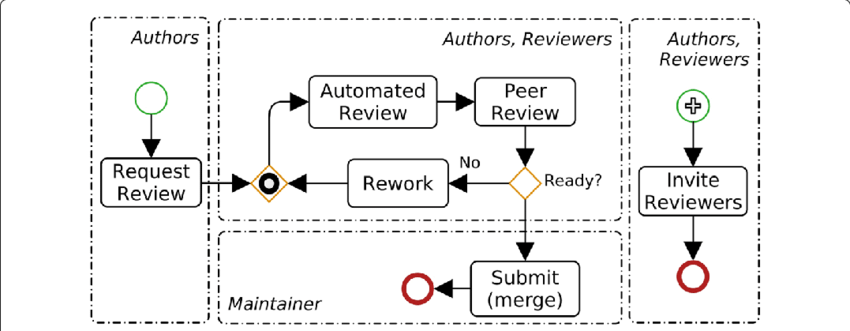 Authors
Request
Review
Authors, Reviewers
Automated
Review
Peer
Review
No
Rework
Ready?
Maintainer
Submit
(merge)
Authors,
Reviewers
Invite
Reviewers